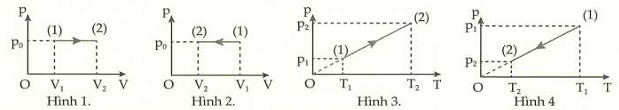 p (1) (2) p₀ O V₁ V₂ V
Hình 1.
p (2) (1) p₀ O V₂ V₁ V
Hình 2.
p p₂ (2) (1) p₁ O T₁ T₂ T
Hình 3.
p p₁ (1) (2) p₂ O T₂ T₁ T
Hình 4